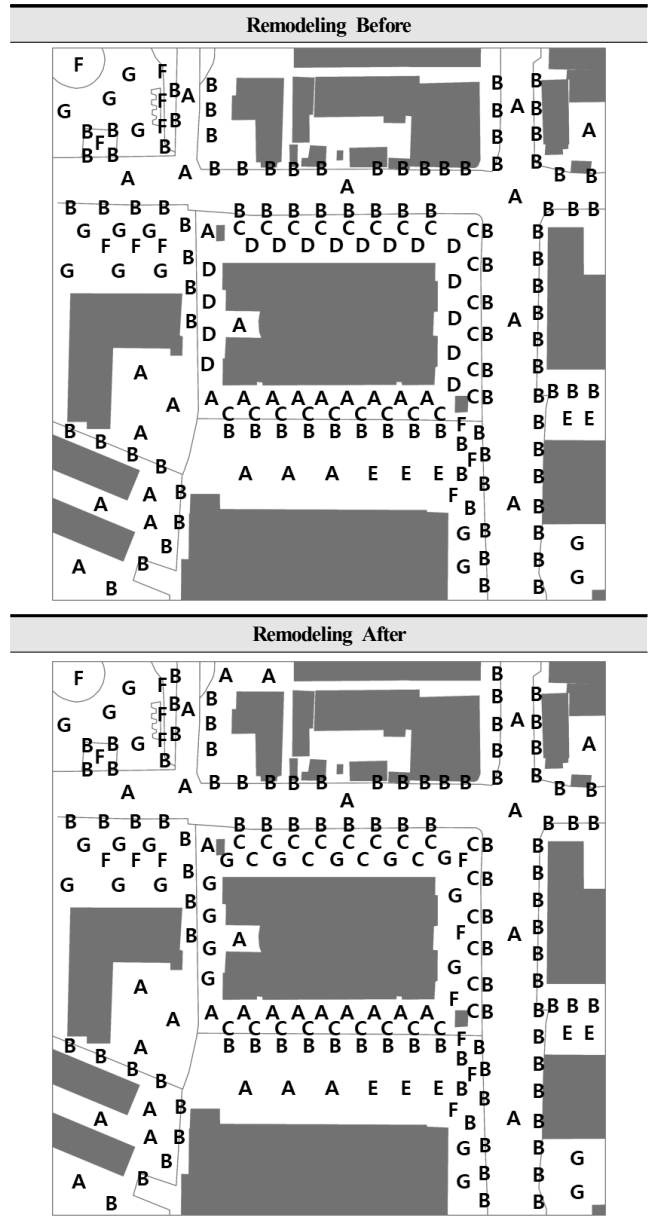 Remodeling Before
F G F B B B
G G F B A B A B
B B G F B B B B A
F B
B B B B B B B B B B B B B B B
A A A B B
B B B B B B B B B B B B A B B B
G G G B A C C C C C C C C C B B
F F F D D D D D D D D
G G G B D D C B B
B D D C B B
B D A D C B A B
A D D C B B
A A A A A A A A A D C B B B B B
A C C C C C C C C F B E E
B A B B B B B B B B B B B B
B B F B B
A A A E E E B B
A A B F B A B
A B G B B G
B G B B
A B B B B G
Remodeling After
F G F B A A B
G G F B A B A B
B B G F B B B B A
F B
B B B B B B B B B B B B B B B
A A A B B
B B B B B B B B B B B B A B B B
G G G B A C C C C C C C C C B B
F F F G C G C G C G C G F
G G G B G G C B B
B G F C B B
B G A G C B A B
A G F C B B
A A A A A A A A A C B B B B B
A C C C C C C C C F B E E
B A B B B B B B B B B B B B
B B F B B
A A A E E E B B
A A B F B A B
A B G B B G
B G B B
A B B B B G